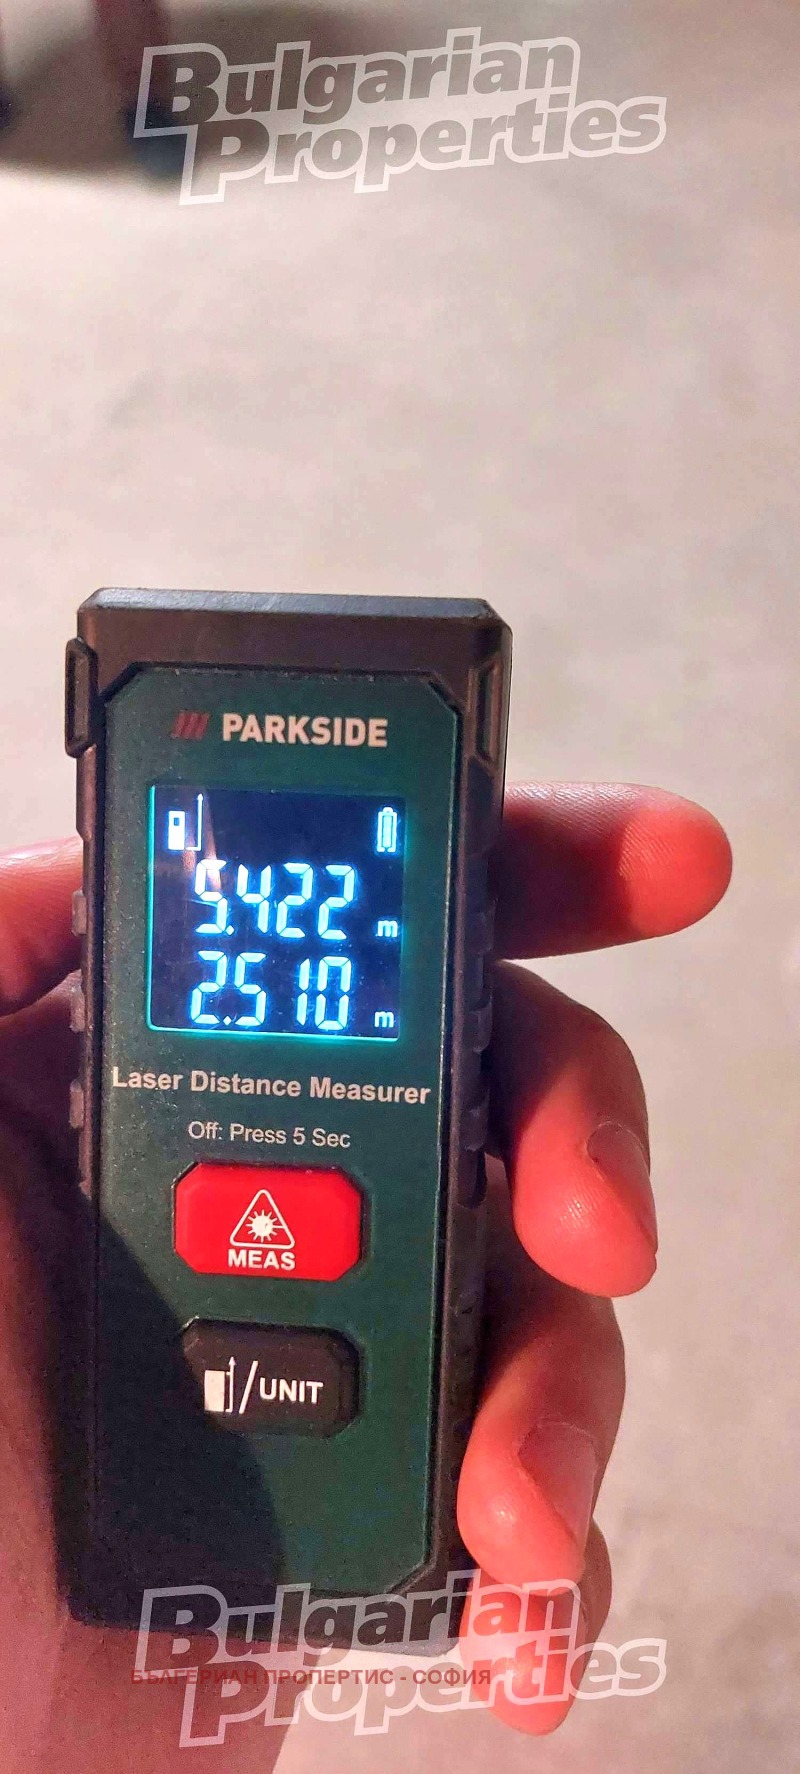 Bulgarian
Properties
PARKSIDE
5.422 m
2.510 m
Laser Distance Measurer
Off: Press 5 Sec
MEAS
/UNIT
Bulgarian
БЪЛГЕРИАН ПРОПЕРТИС - СОФИЯ
Properties